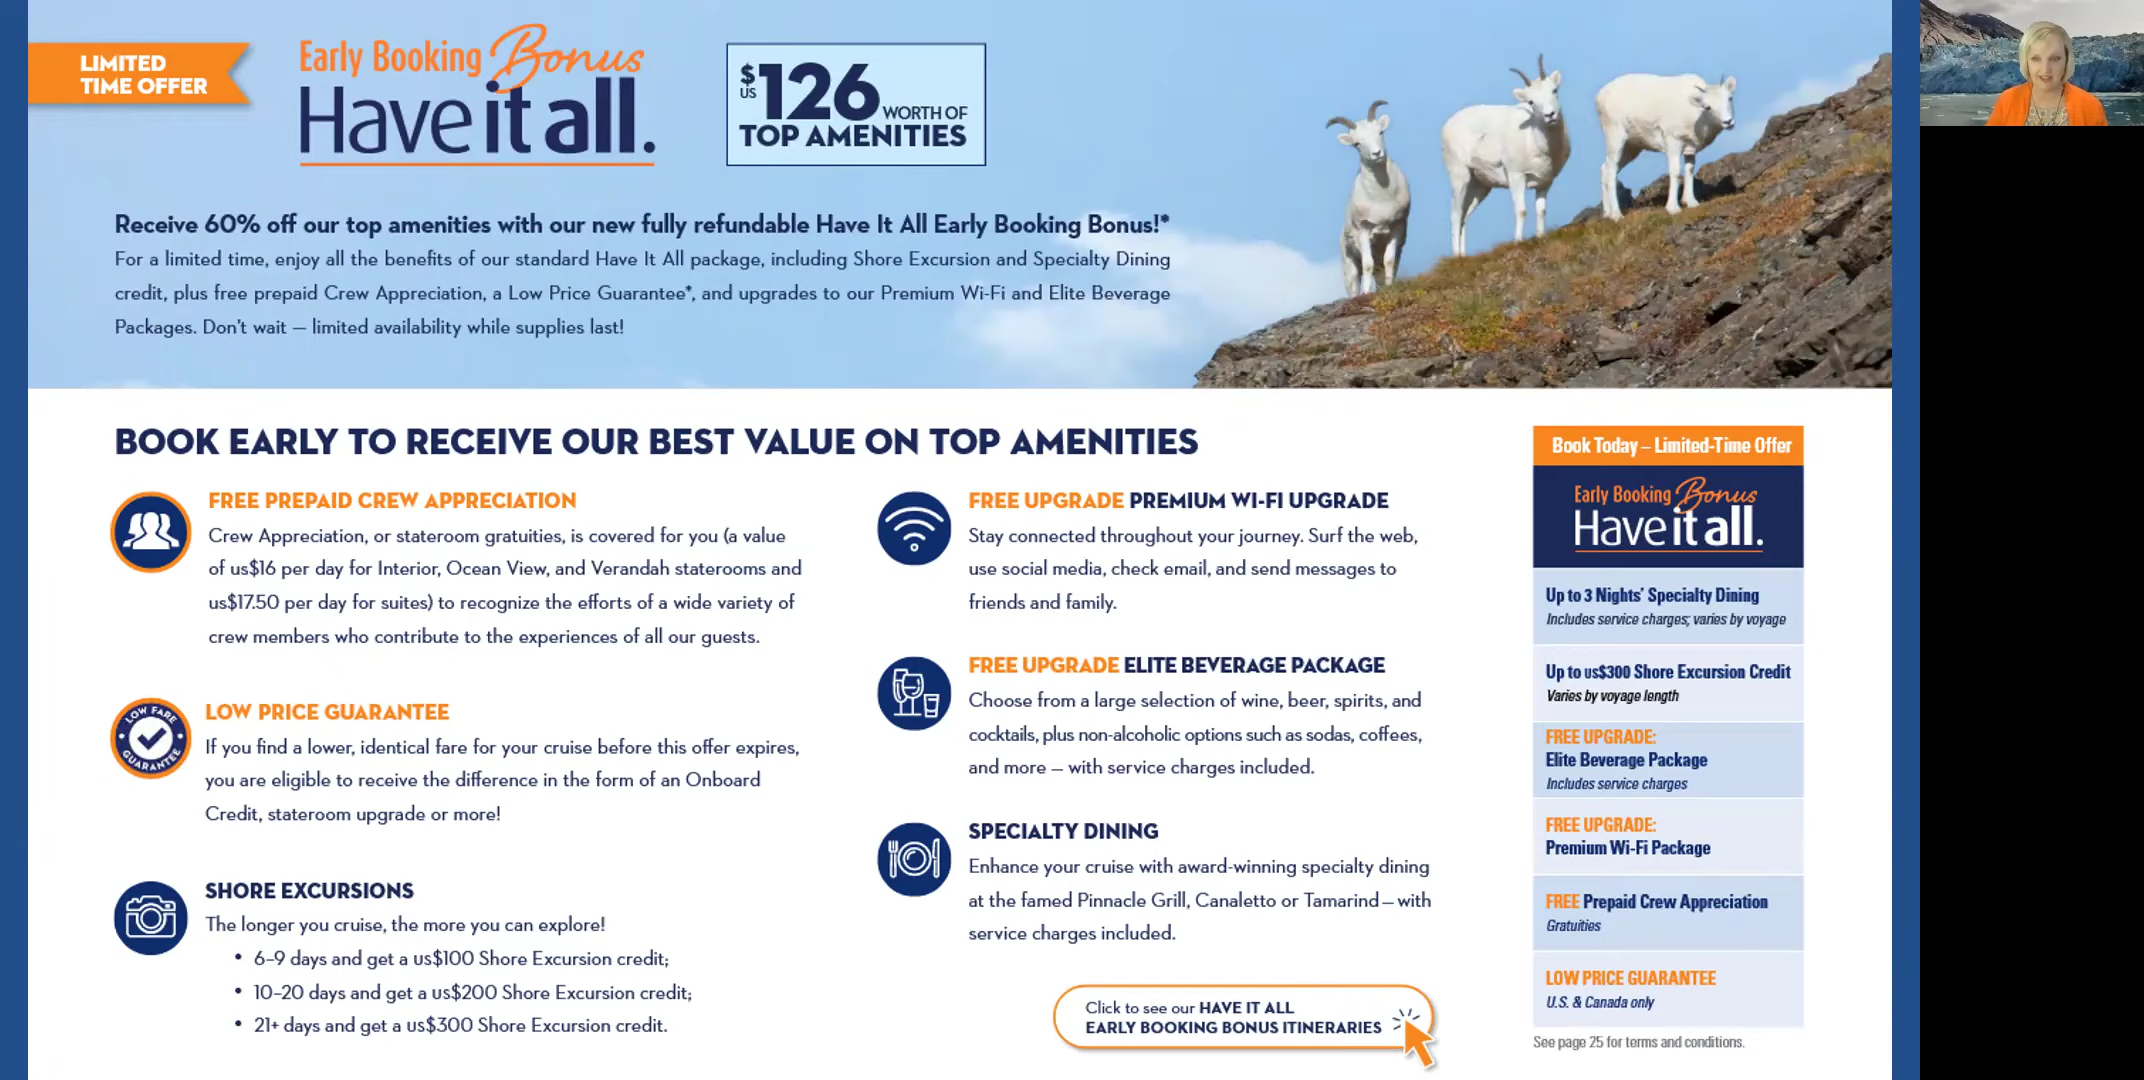 LIMITED
TIME OFFER
Early Booking Bonus
Have it all.
$US126 WORTH OF
TOP AMENITIES
Receive 60% off our top amenities with our new fully refundable Have It All Early Booking Bonus!*
For a limited time, enjoy all the benefits of our standard Have It All package, including Shore Excursion and Specialty Dining
credit, plus free prepaid Crew Appreciation, a Low Price Guarantee*, and upgrades to our Premium Wi-Fi and Elite Beverage
Packages. Don't wait — limited availability while supplies last!
BOOK EARLY TO RECEIVE OUR BEST VALUE ON TOP AMENITIES
FREE PREPAID CREW APPRECIATION
Crew Appreciation, or stateroom gratuities, is covered for you (a value
of US$16 per day for Interior, Ocean View, and Verandah staterooms and
US$17.50 per day for suites) to recognize the efforts of a wide variety of
crew members who contribute to the experiences of all our guests.
LOW FARE
GUARANTEE
LOW PRICE GUARANTEE
If you find a lower, identical fare for your cruise before this offer expires,
you are eligible to receive the difference in the form of an Onboard
Credit, stateroom upgrade or more!
SHORE EXCURSIONS
The longer you cruise, the more you can explore!
• 6–9 days and get a US$100 Shore Excursion credit;
• 10–20 days and get a US$200 Shore Excursion credit;
• 21+ days and get a US$300 Shore Excursion credit.
FREE UPGRADE PREMIUM WI-FI UPGRADE
Stay connected throughout your journey. Surf the web,
use social media, check email, and send messages to
friends and family.
FREE UPGRADE ELITE BEVERAGE PACKAGE
Choose from a large selection of wine, beer, spirits, and
cocktails, plus non-alcoholic options such as sodas, coffees,
and more — with service charges included.
SPECIALTY DINING
Enhance your cruise with award-winning specialty dining
at the famed Pinnacle Grill, Canaletto or Tamarind—with
service charges included.
Click to see our HAVE IT ALL
EARLY BOOKING BONUS ITINERARIES
Book Today – Limited-Time Offer
Early Booking Bonus
Have it all.
Up to 3 Nights' Specialty Dining
Includes service charges; varies by voyage
Up to US$300 Shore Excursion Credit
Varies by voyage length
FREE UPGRADE:
Elite Beverage Package
Includes service charges
FREE UPGRADE:
Premium Wi-Fi Package
FREE Prepaid Crew Appreciation
Gratuities
LOW PRICE GUARANTEE
U.S. & Canada only
See page 25 for terms and conditions.